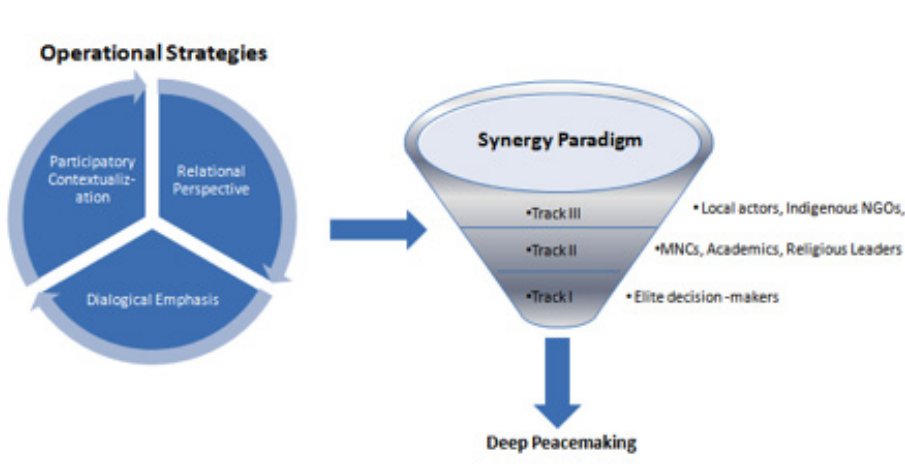 Operational Strategies
Participatory
Contextualiz-
ation
Relational
Perspective
Dialogical Emphasis
Synergy Paradigm
•Track III
•Local actors, Indigenous NGOs,
•Track II
•MNCs, Academics, Religious Leaders
•Track I
•Elite decision -makers
Deep Peacemaking